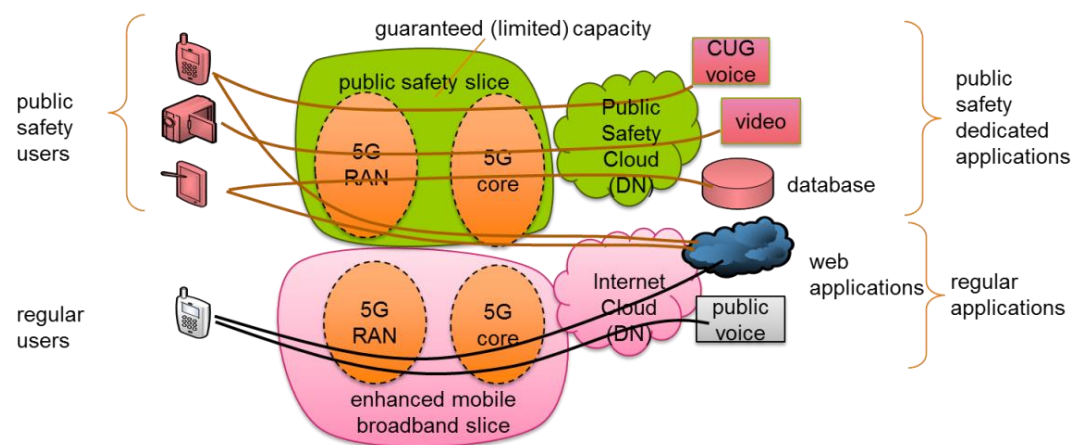 guaranteed (limited) capacity
public safety slice
public
safety
users
5G
RAN
5G
core
Public
Safety
Cloud
(DN)
CUG
voice
video
database
public
safety
dedicated
applications
regular
users
5G
RAN
5G
core
enhanced mobile
broadband slice
Internet
Cloud
(DN)
web
applications
public
voice
regular
applications